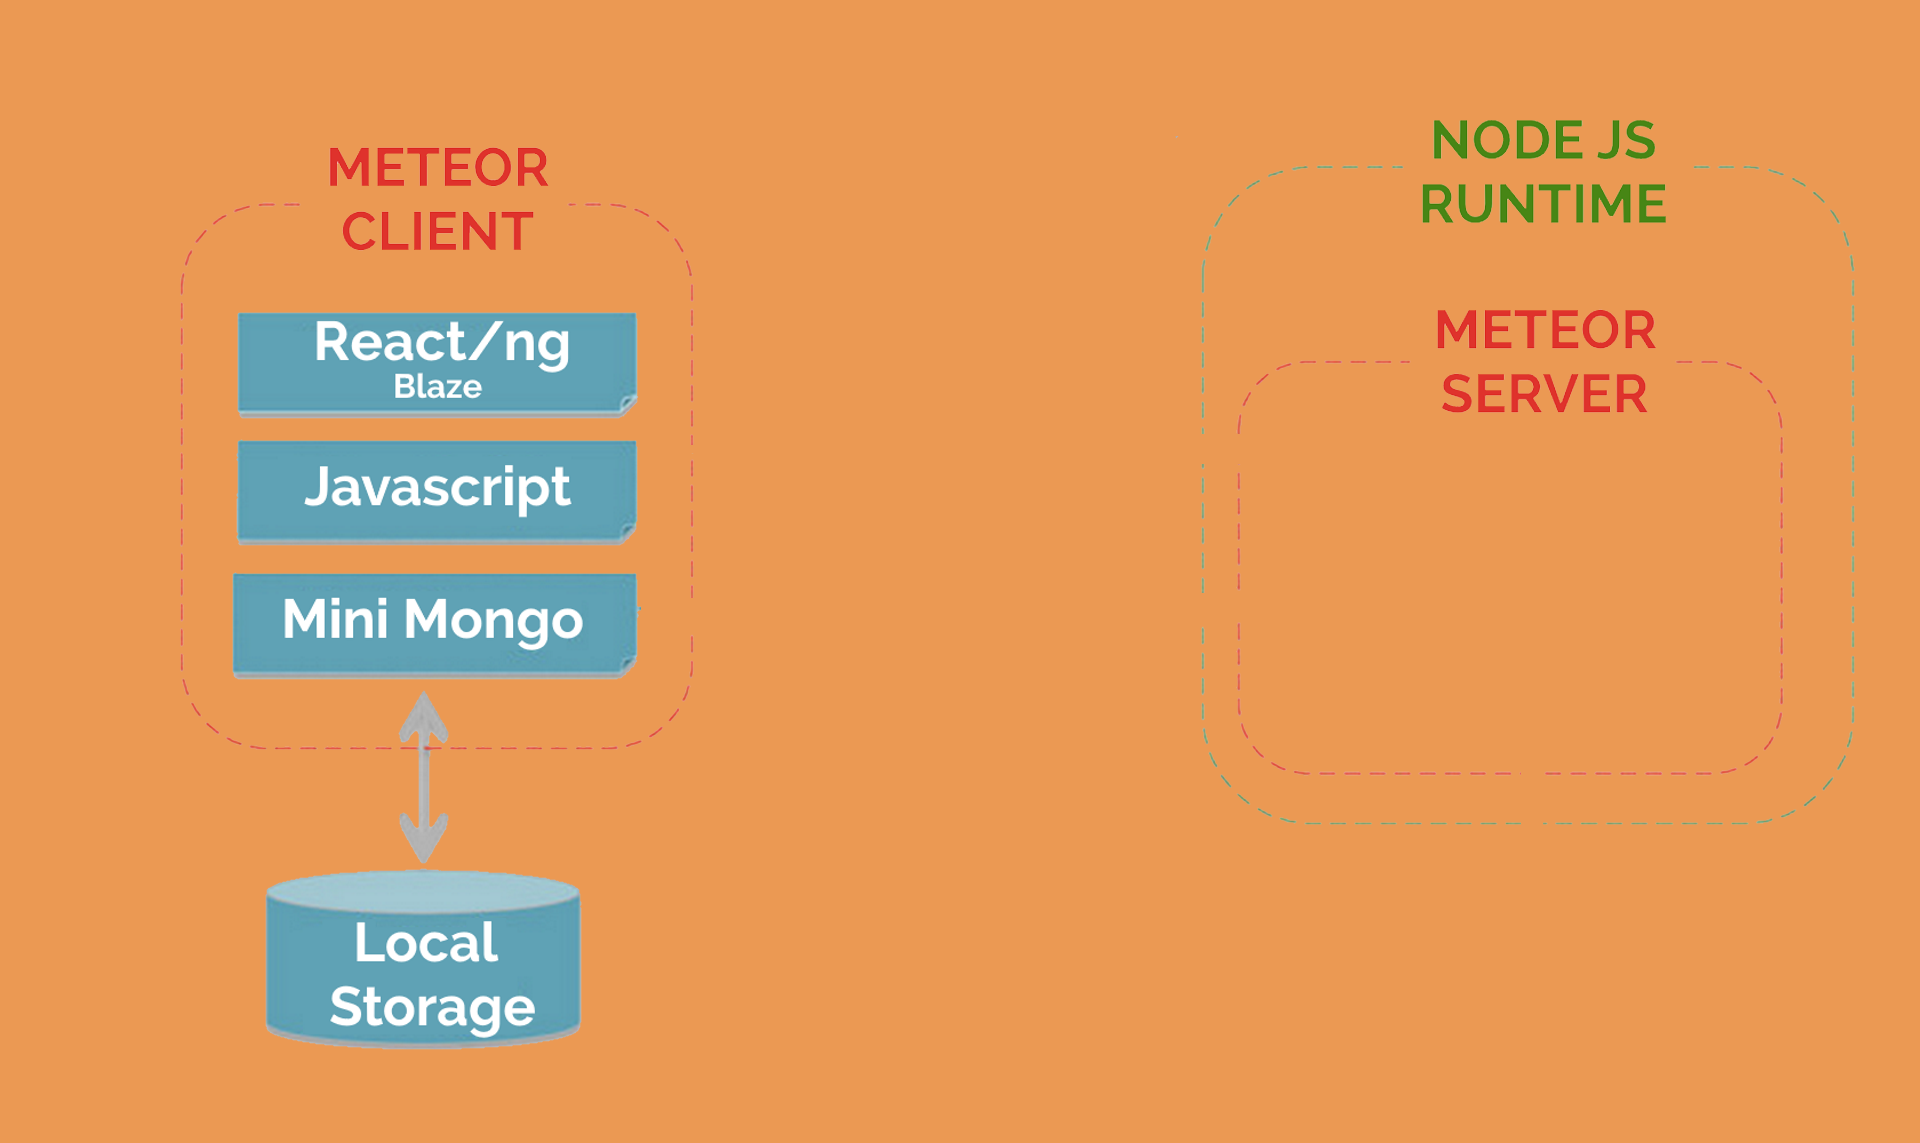 METEOR
CLIENT
React/ng
Blaze
Javascript
Mini Mongo
Local
Storage
NODE JS
RUNTIME
METEOR
SERVER